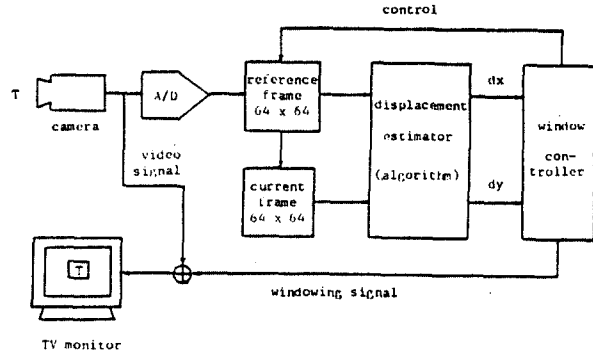 control
T
camera
A/D
reference
frame
64 x 64
displacement
estimator
(algorithm)
dx
dy
window
con-
troller
video
signal
current
frame
64 x 64
T
windowing signal
TV monitor